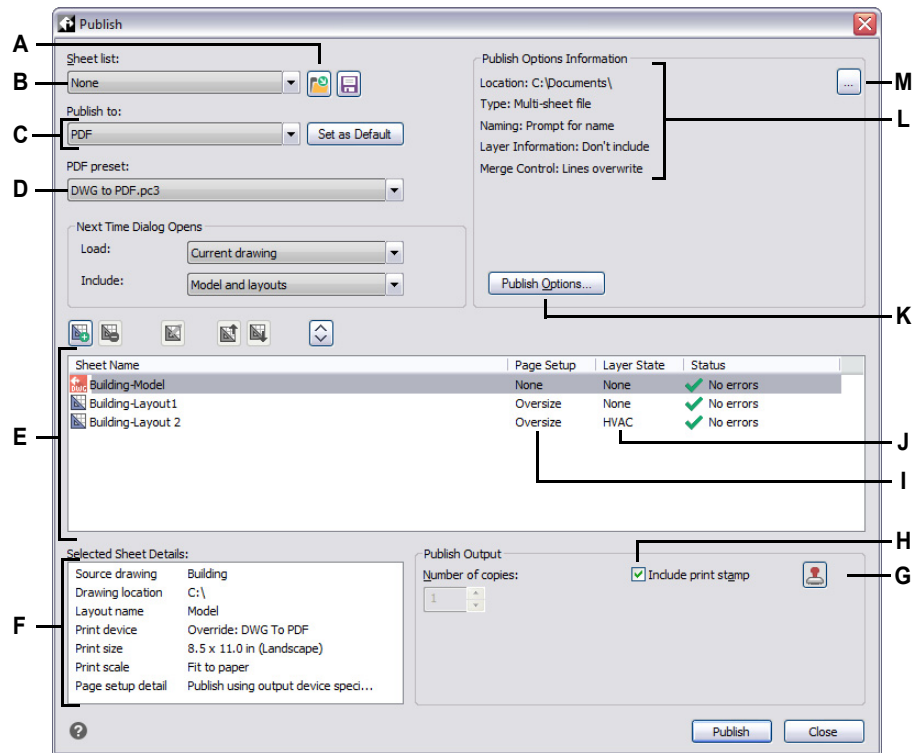 Publish
A
Sheet list:
B
None
Publish to:
C
PDF
Set as Default
PDF preset:
D
DWG to PDF.pc3
Next Time Dialog Opens
Load:
Current drawing
Include:
Model and layouts
Publish Options Information
Location: C:\Documents\
Type: Multi-sheet file
Naming: Prompt for name
Layer Information: Don't include
Merge Control: Lines overwrite
...
M
L
Publish Options...
K
Sheet Name Page Setup Layer State Status
DWG Building-Model None None No errors
Building-Layout1 Oversize None No errors
Building-Layout 2 Oversize HVAC No errors
E
J
I
Selected Sheet Details:
Source drawing Building
Drawing location C:\
Layout name Model
Print device Override: DWG To PDF
Print size 8.5 x 11.0 in (Landscape)
Print scale Fit to paper
Page setup detail Publish using output device speci...
F
Publish Output
Number of copies:
1
H
Include print stamp
G
?
Publish
Close